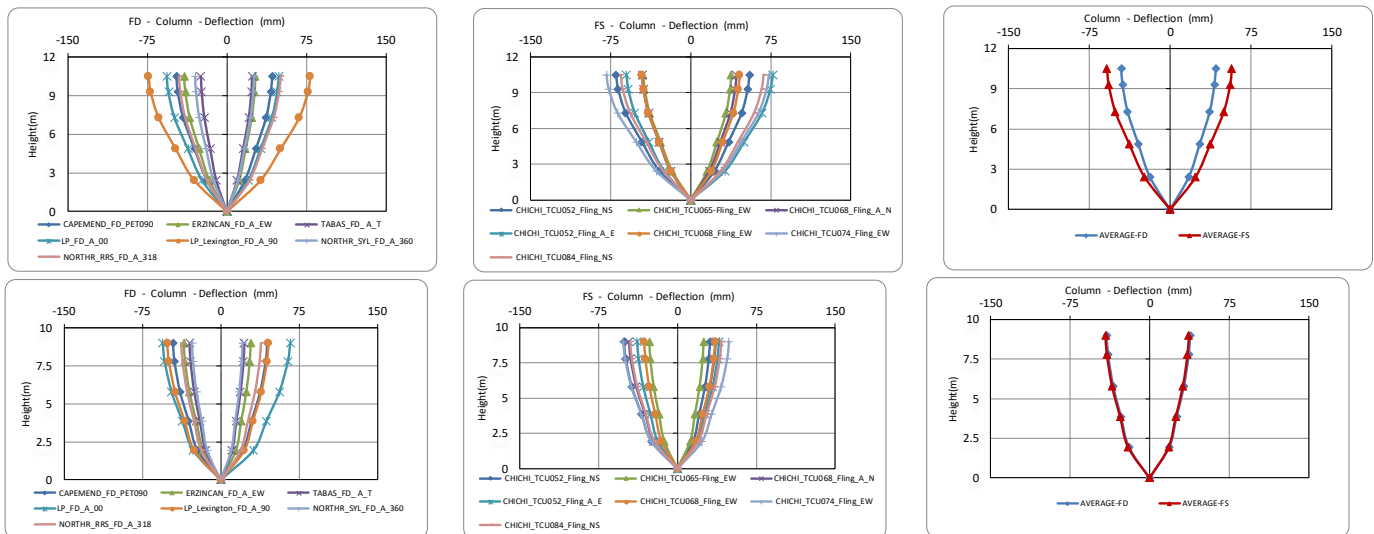 FD - Column - Deflection (mm)
-150 -75 0 75 150
12
9
6
3
0
Height(m)
CAPEMEND_FD_PET090 ERZINCAN_FD_A_EW TABAS_FD_A_T
LP_FD_A_00 LP_Lexington_FD_A_90 NORTHR_SYL_FD_A_360
NORTHR_RRS_FD_A_318
FS - Column - Deflection (mm)
-150 -75 0 75 150
12
9
6
3
0
Height(m)
CHICHI_TCU052_Fling_NS CHICHI_TCU065-Fling_EW CHICHI_TCU068_Fling_A_N
CHICHI_TCU052_Fling_A_E CHICHI_TCU068_Fling_EW CHICHI_TCU074_Fling_EW
CHICHI_TCU084_Fling_NS
Column - Deflection (mm)
-150 -75 0 75 150
12
9
6
3
0
Height(m)
AVERAGE-FD AVERAGE-FS
FD - Column - Deflection (mm)
-150 -75 0 75 150
10
7.5
5
2.5
0
Height(m)
CAPEMEND_FD_PET090 ERZINCAN_FD_A_EW TABAS_FD_A_T
LP_FD_A_00 LP_Lexington_FD_A_90 NORTHR_SYL_FD_A_360
NORTHR_RRS_FD_A_318
FS - Column - Deflection (mm)
-150 -75 0 75 150
10
7.5
5
2.5
0
Height(m)
CHICHI_TCU052_Fling_NS CHICHI_TCU065-Fling_EW CHICHI_TCU068_Fling_A_N
CHICHI_TCU052_Fling_A_E CHICHI_TCU068_Fling_EW CHICHI_TCU074_Fling_EW
CHICHI_TCU084_Fling_NS
Column - Deflection (mm)
-150 -75 0 75 150
10
7.5
5
2.5
0
Height(m)
AVERAGE-FD AVERAGE-FS